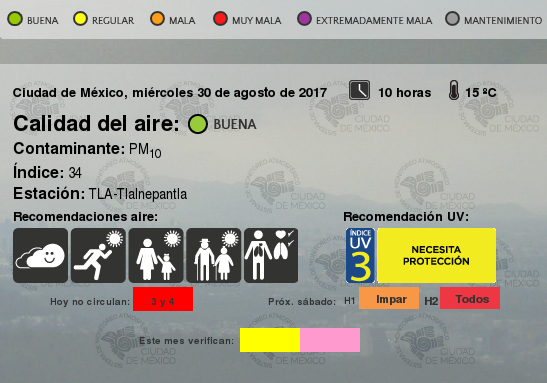 BUENA REGULAR MALA MUY MALA EXTREMADAMENTE MALA MANTENIMIENTO
Ciudad de México, miércoles 30 de agosto de 2017 10 horas 15 ºC
Calidad del aire: BUENA
Contaminante: PM10
Índice: 34
Estación: TLA-Tlalnepantla
Recomendaciones aire: Recomendación UV:
ÍNDICE UV 3 NECESITA PROTECCIÓN
Hoy no circulan: 3 y 4 Próx. sábado: H1 Impar H2 Todos
Este mes verifican:
CIUDAD DE MÉXICO